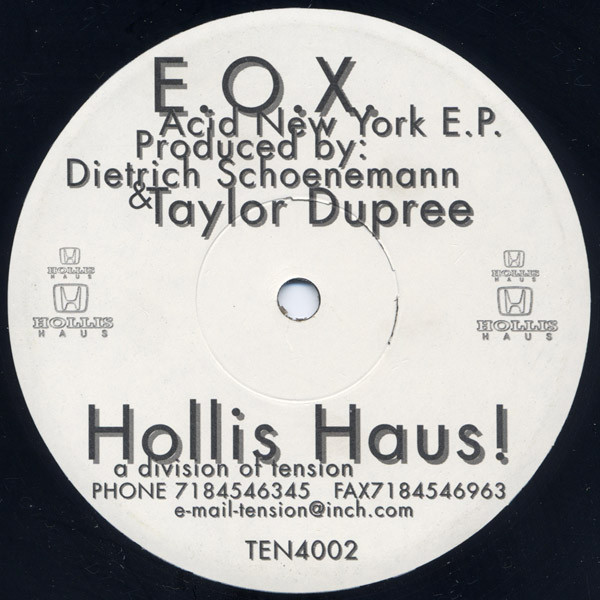 E.O.X.
Acid New York E.P.
Produced by:
Dietrich Schoenemann
& Taylor Dupree
HOLLIS
HAUS
HOLLIS
HAUS
HOLLIS
HAUS
HOLLIS
HAUS
Hollis Haus!
a division of tension
PHONE 7184546345 FAX7184546963
e-mail-tension@inch.com
TEN4002